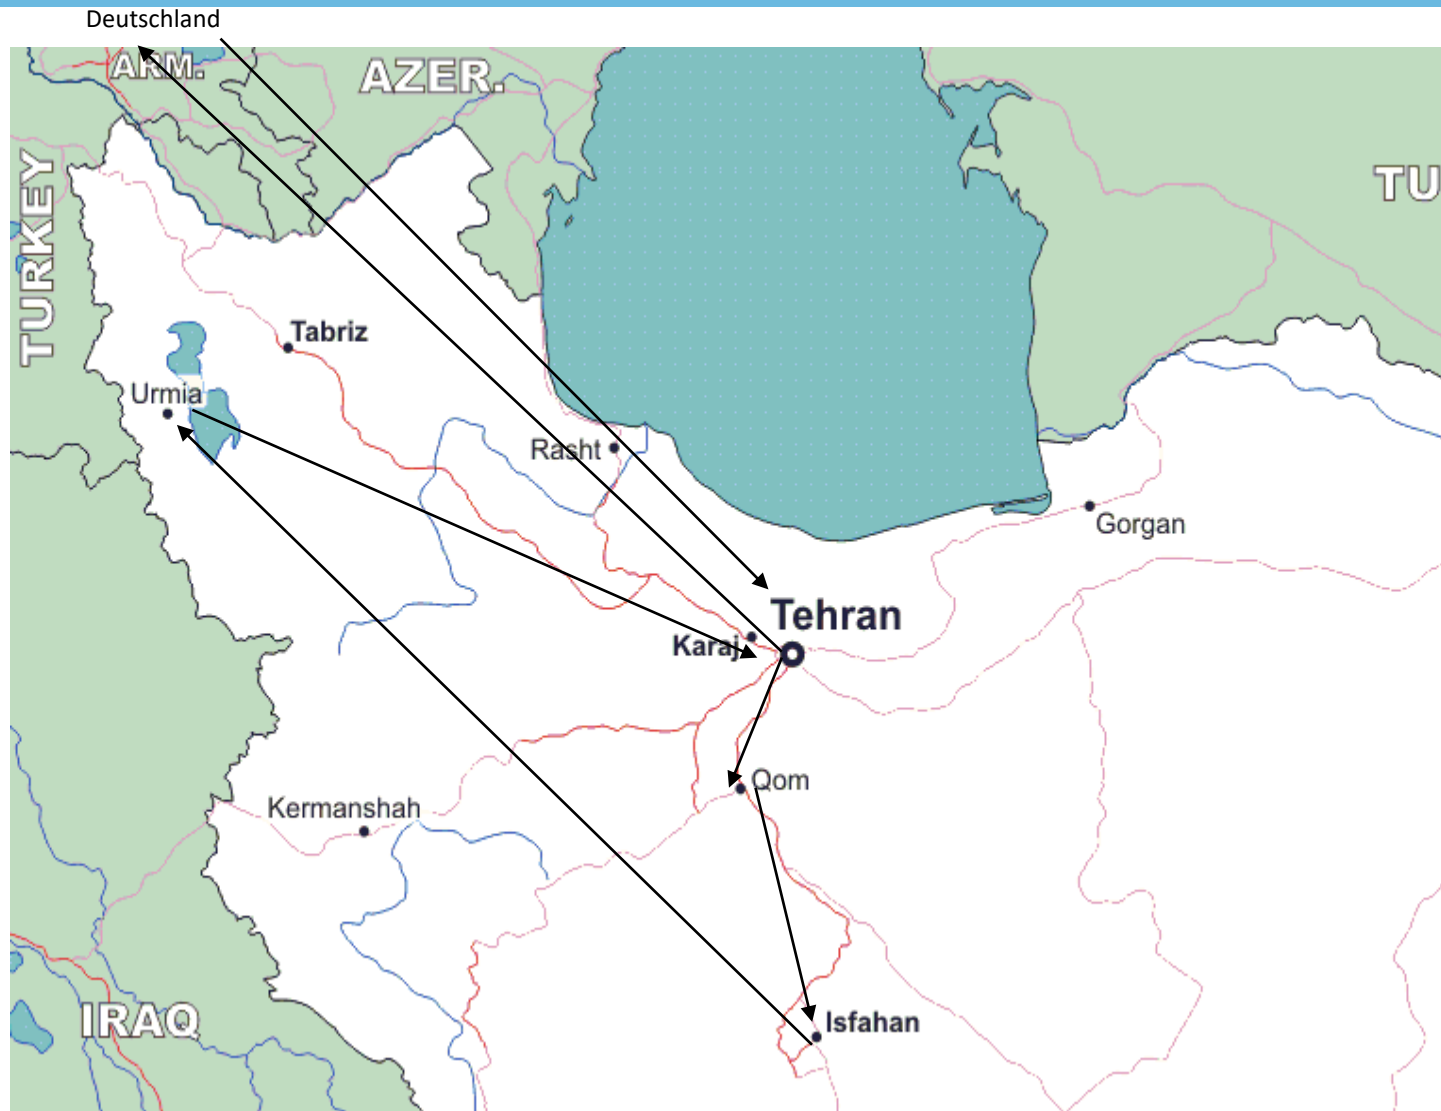 Deutschland
ARM.
AZER.
TURKEY
TU
Tabriz
Urmia
Rasht
Gorgan
Tehran
Karaj
Qom
Kermanshah
Isfahan
IRAQ